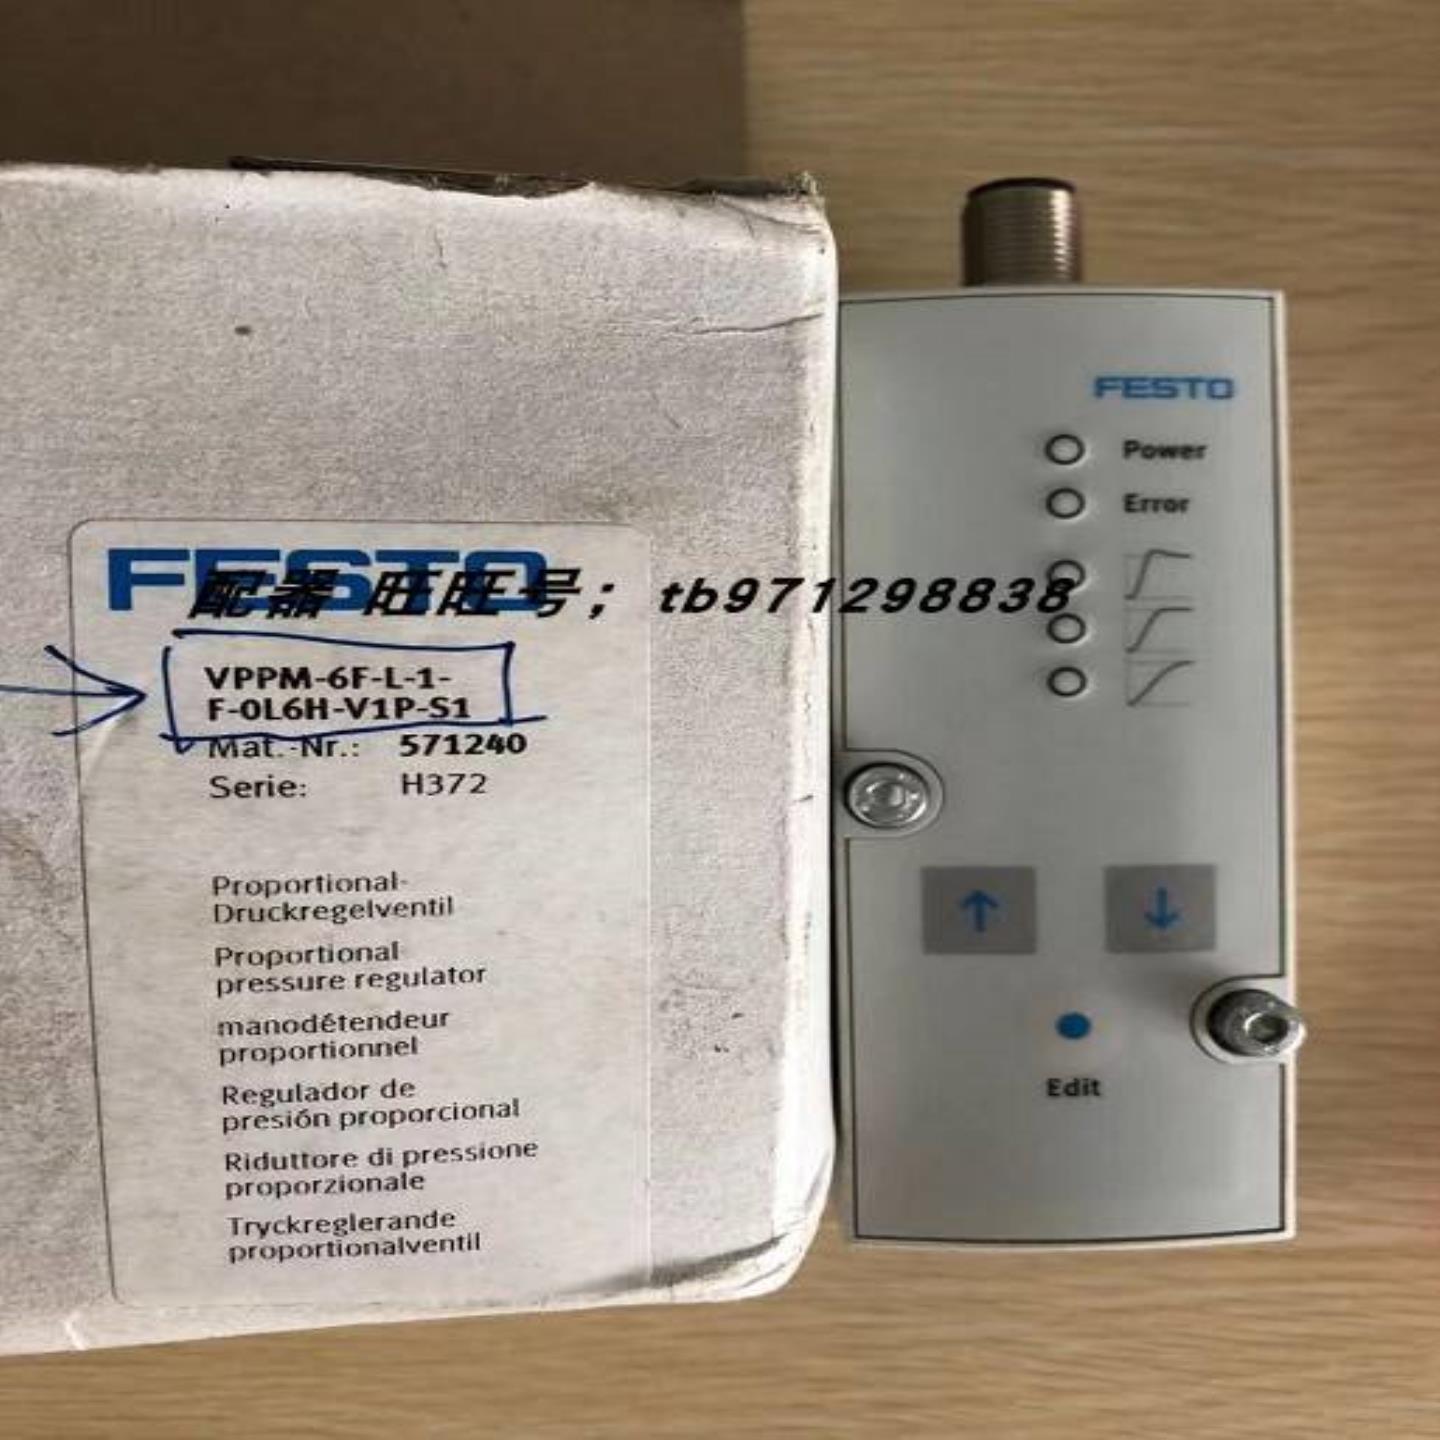 FESTO
配器 旺旺号；tb971298838
VPPM-6F-L-1-
F-0L6H-V1P-S1
Mat.-Nr.: 571240
Serie: H372
Proportional-
Druckregelventil
Proportional
pressure regulator
manodétendeur
proportionnel
Regulador de
presión proporcional
Riduttore di pressione
proporzionale
Tryckreglerande
proportionalventil
FESTO
Power
Error
Edit